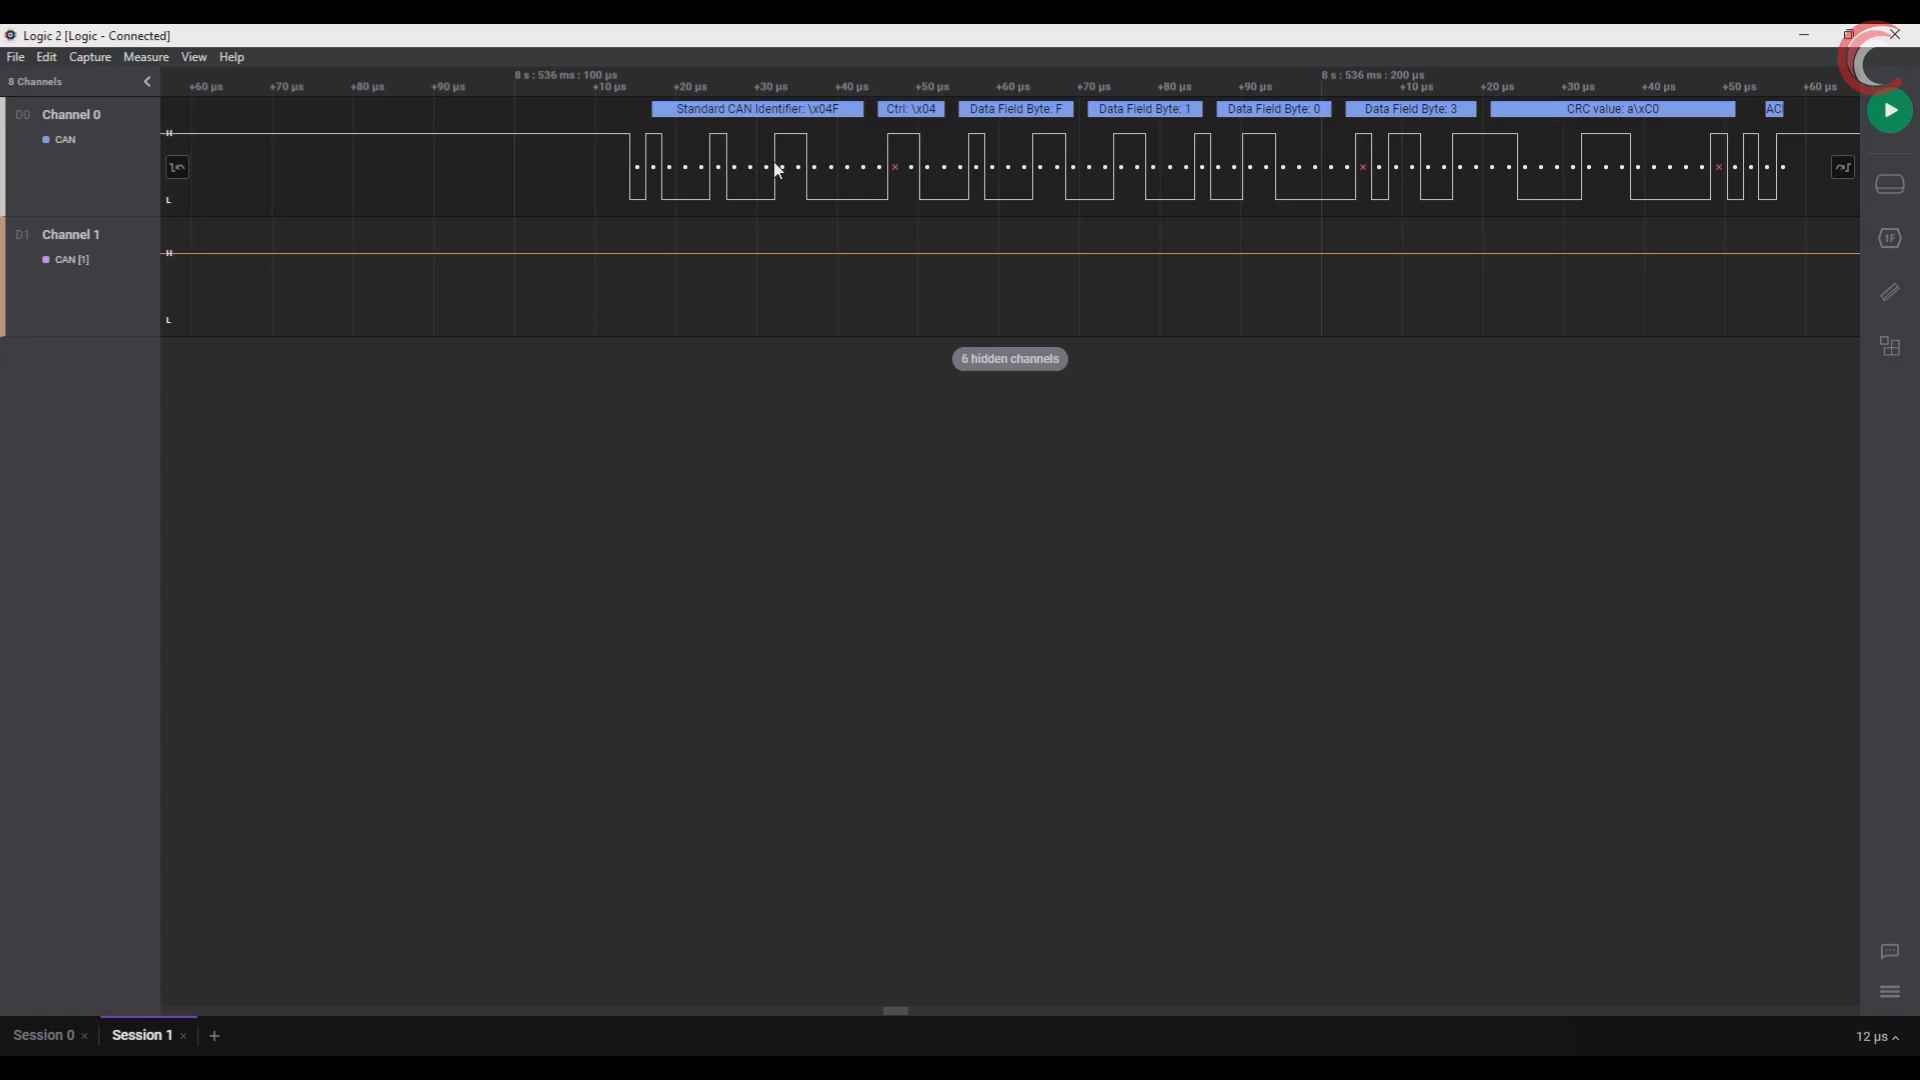 Logic 2 [Logic - Connected]
File Edit Capture Measure View Help
8 Channels
8 s : 536 ms : 100 µs 8 s : 536 ms : 200 µs
+60 µs +70 µs +80 µs +90 µs +10 µs +20 µs +30 µs +40 µs +50 µs +60 µs +70 µs +80 µs +90 µs +10 µs +20 µs +30 µs +40 µs +50 µs +60 µs
Standard CAN Identifier: \x04F Ctrl: \x04 Data Field Byte: F Data Field Byte: 1 Data Field Byte: 0 Data Field Byte: 3 CRC value: a\xC0 AC
D0 Channel 0
H
CAN
L
D1 Channel 1
H
CAN [1]
L
1F
6 hidden channels
Session 0 × Session 1 × +
12 µs